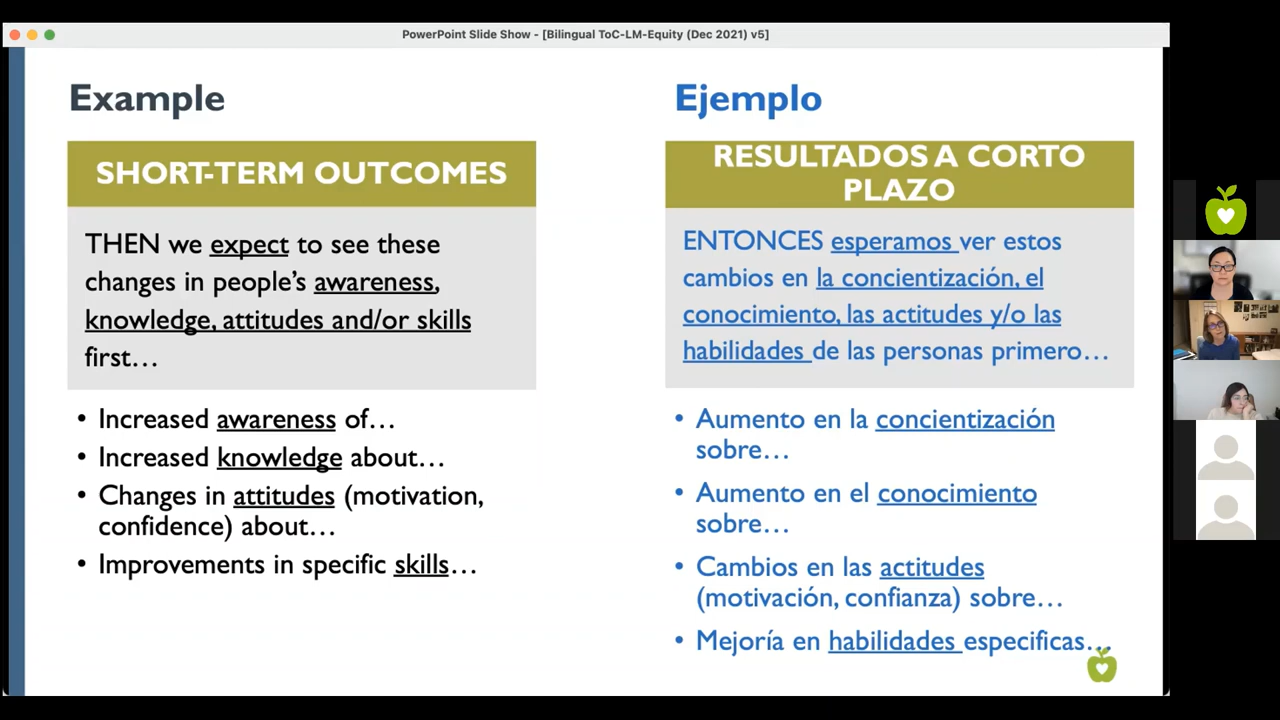 PowerPoint Slide Show - [Bilingual ToC-LM-Equity (Dec 2021) v5]
Example
SHORT-TERM OUTCOMES
THEN we expect to see these
changes in people’s awareness,
knowledge, attitudes and/or skills
first…
• Increased awareness of…
• Increased knowledge about…
• Changes in attitudes (motivation,
confidence) about…
• Improvements in specific skills…
Ejemplo
RESULTADOS A CORTO
PLAZO
ENTONCES esperamos ver estos
cambios en la concientización, el
conocimiento, las actitudes y/o las
habilidades de las personas primero…
• Aumento en la concientización
sobre…
• Aumento en el conocimiento
sobre…
• Cambios en las actitudes
(motivación, confianza) sobre…
• Mejoría en habilidades especificas…